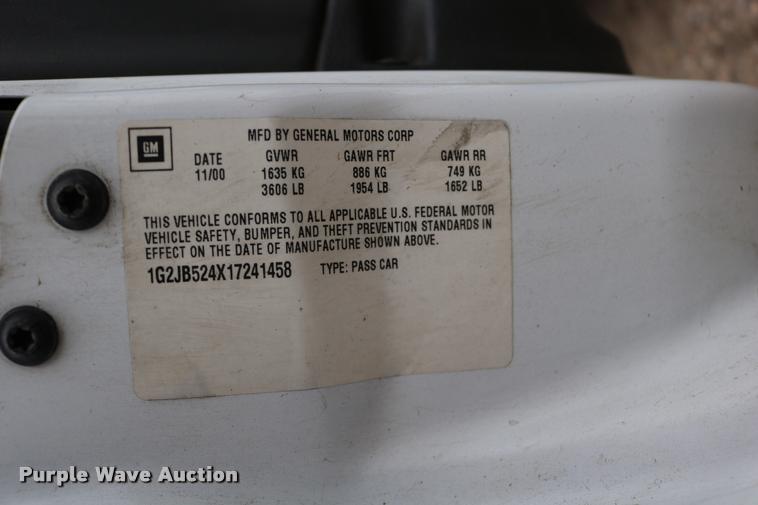 GM
MFD BY GENERAL MOTORS CORP
DATE GVWR GAWR FRT GAWR RR
11/00 1635 KG 886 KG 749 KG
3606 LB 1954 LB 1652 LB
THIS VEHICLE CONFORMS TO ALL APPLICABLE U.S. FEDERAL MOTOR
VEHICLE SAFETY, BUMPER, AND THEFT PREVENTION STANDARDS IN
EFFECT ON THE DATE OF MANUFACTURE SHOWN ABOVE.
1G2JB524X17241458 TYPE: PASS CAR
Purple Wave Auction